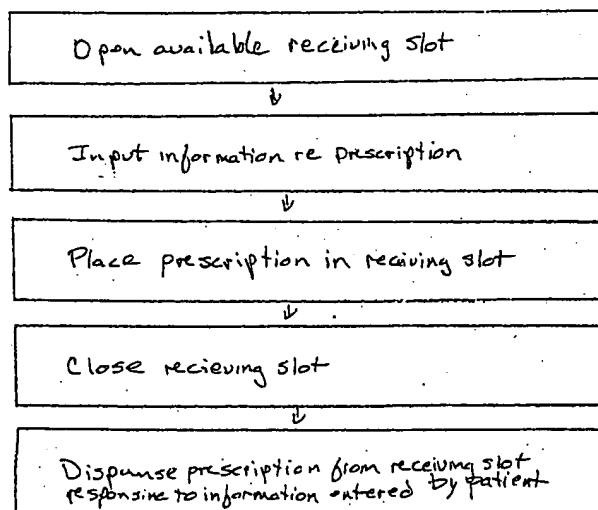 Open available receiving slot
Input information re prescription
Place prescription in receiving slot
Close recieving slot
Dispunse prescription from receiving slot
responsive to information entered by patient